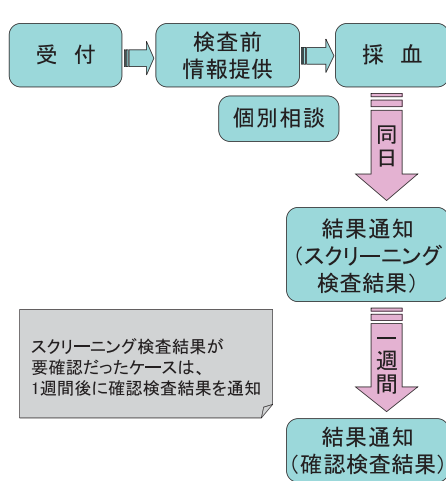 受 付
検査前
情報提供
採 血
個別相談
同日
結果通知
（スクリーニング
検査結果）
一週間
スクリーニング検査結果が
要確認だったケースは、
1週間後に確認検査結果を通知
結果通知
（確認検査結果）